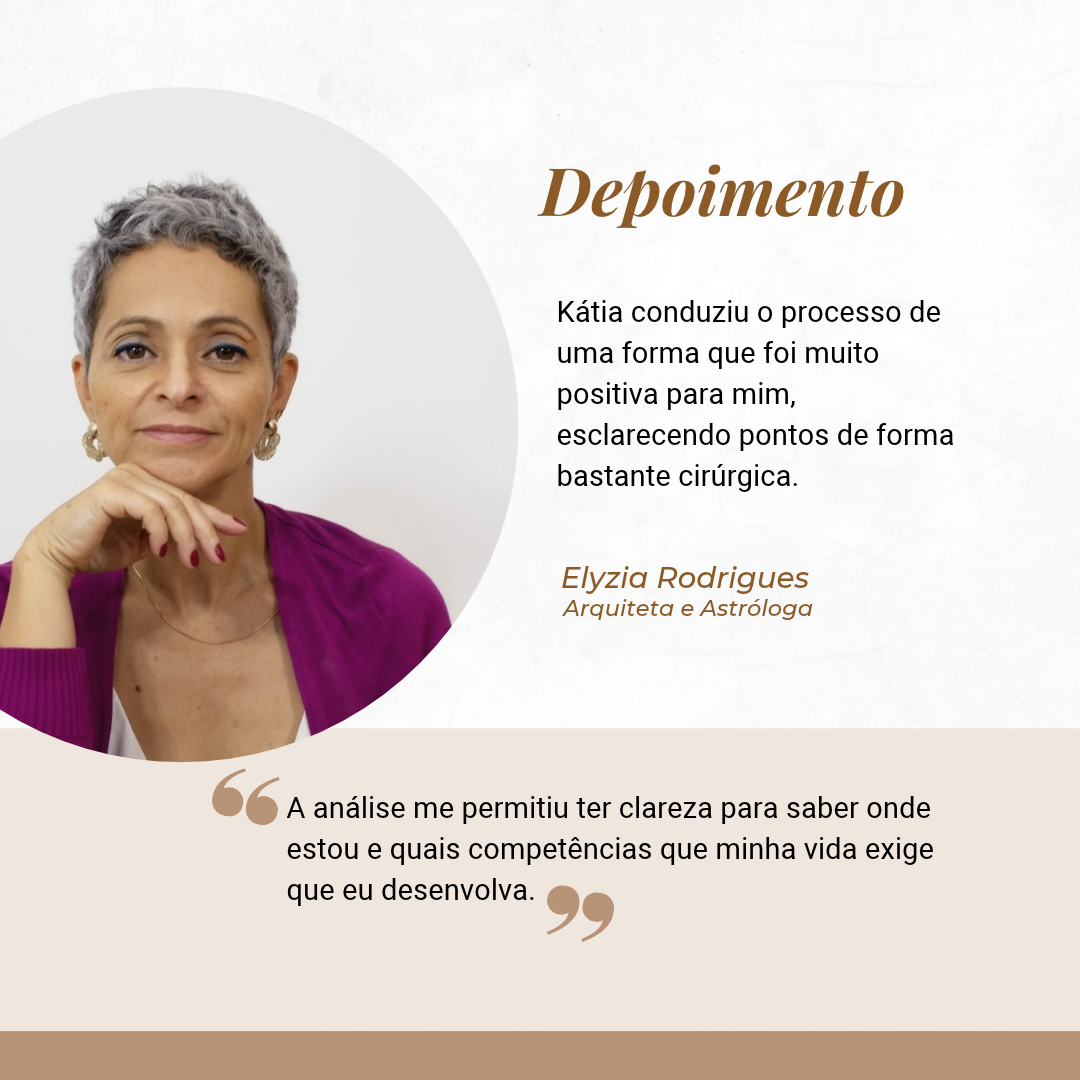 Depoimento
Kátia conduziu o processo de
uma forma que foi muito
positiva para mim,
esclarecendo pontos de forma
bastante cirúrgica.
Elyzia Rodrigues
Arquiteta e Astróloga
“A análise me permitiu ter clareza para saber onde
estou e quais competências que minha vida exige
que eu desenvolva.”